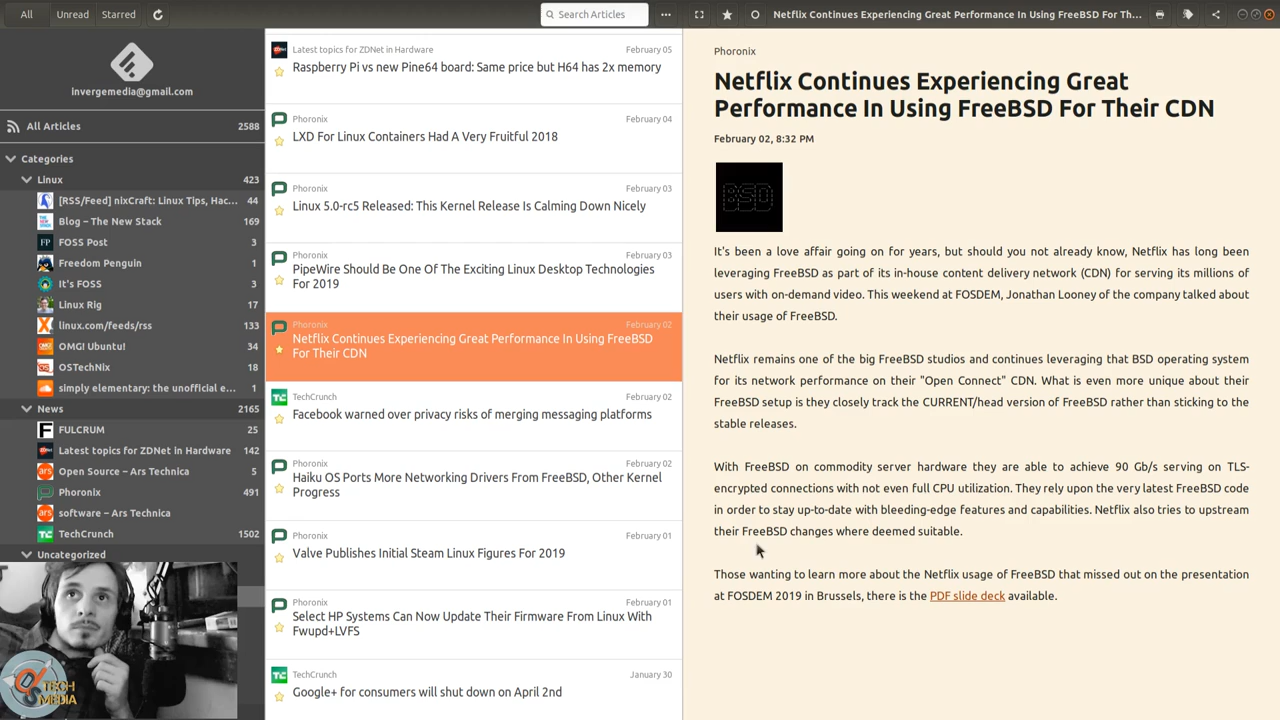 All
Unread
Starred
Search Articles
Netflix Continues Experiencing Great Performance In Using FreeBSD For Th...
invergemedia@gmail.com
All Articles 2588
Categories
Linux 423
[RSS/Feed] nixCraft: Linux Tips, Hac... 44
Blog – The New Stack 169
FOSS Post 3
Freedom Penguin 1
It's FOSS 3
Linux Rig 17
linux.com/feeds/rss 133
OMG! Ubuntu! 34
OSTechNix 18
simply elementary: the unofficial e... 1
News 2165
FULCRUM 25
Latest topics for ZDNet in Hardware 142
Open Source – Ars Technica 5
Phoronix 491
software – Ars Technica
TechCrunch 1502
Uncategorized
TECH
MEDIA
Latest topics for ZDNet in Hardware February 05
Raspberry Pi vs new Pine64 board: Same price but H64 has 2x memory
Phoronix February 04
LXD For Linux Containers Had A Very Fruitful 2018
Phoronix February 03
Linux 5.0-rc5 Released: This Kernel Release Is Calming Down Nicely
Phoronix February 03
PipeWire Should Be One Of The Exciting Linux Desktop Technologies
For 2019
Phoronix February 02
Netflix Continues Experiencing Great Performance In Using FreeBSD
For Their CDN
TechCrunch February 02
Facebook warned over privacy risks of merging messaging platforms
Phoronix February 02
Haiku OS Ports More Networking Drivers From FreeBSD, Other Kernel
Progress
Phoronix February 01
Valve Publishes Initial Steam Linux Figures For 2019
Phoronix February 01
Select HP Systems Can Now Update Their Firmware From Linux With
Fwupd+LVFS
TechCrunch January 30
Google+ for consumers will shut down on April 2nd
Phoronix
Netflix Continues Experiencing Great
Performance In Using FreeBSD For Their CDN
February 02, 8:32 PM
BSD
It's been a love affair going on for years, but should you not already know, Netflix has long been
leveraging FreeBSD as part of its in-house content delivery network (CDN) for serving its millions of
users with on-demand video. This weekend at FOSDEM, Jonathan Looney of the company talked about
their usage of FreeBSD.
Netflix remains one of the big FreeBSD studios and continues leveraging that BSD operating system
for its network performance on their "Open Connect" CDN. What is even more unique about their
FreeBSD setup is they closely track the CURRENT/head version of FreeBSD rather than sticking to the
stable releases.
With FreeBSD on commodity server hardware they are able to achieve 90 Gb/s serving on TLS-
encrypted connections with not even full CPU utilization. They rely upon the very latest FreeBSD code
in order to stay up-to-date with bleeding-edge features and capabilities. Netflix also tries to upstream
their FreeBSD changes where deemed suitable.
Those wanting to learn more about the Netflix usage of FreeBSD that missed out on the presentation
at FOSDEM 2019 in Brussels, there is the PDF slide deck available.